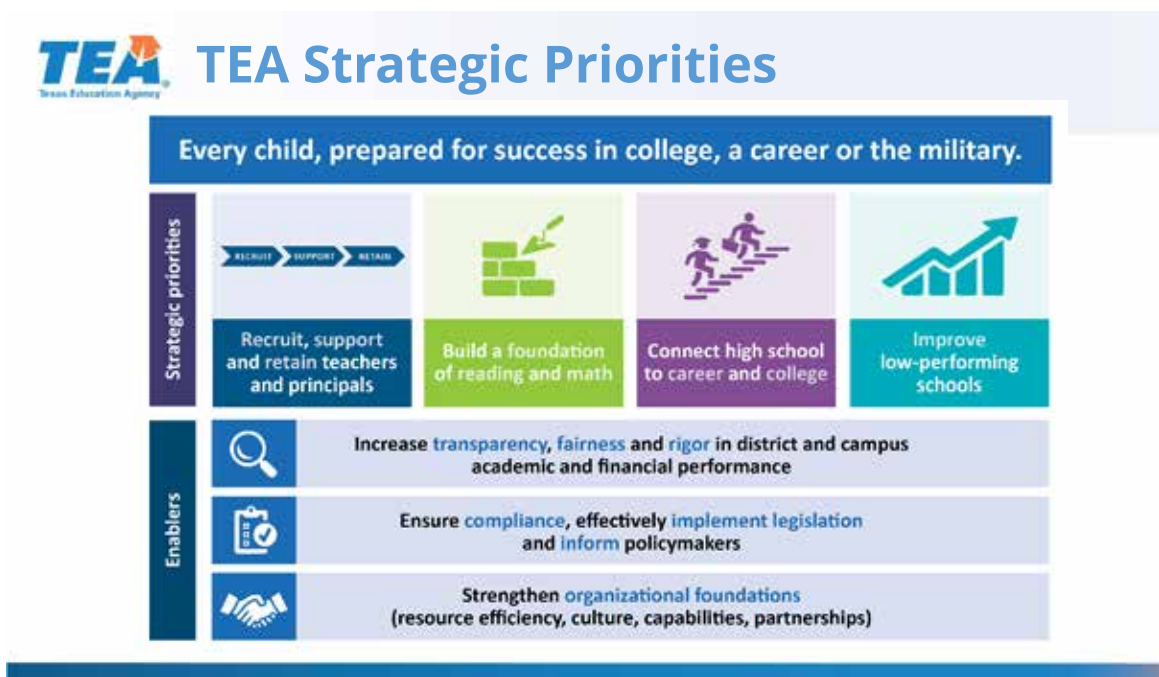 TEA
Texas Education Agency
TEA Strategic Priorities
Every child, prepared for success in college, a career or the military.
Strategic priorities
RECRUIT SUPPORT RETAIN
Recruit, support
and retain teachers
and principals
Build a foundation
of reading and math
Connect high school
to career and college
Improve
low-performing
schools
Enablers
Increase transparency, fairness and rigor in district and campus
academic and financial performance
Ensure compliance, effectively implement legislation
and inform policymakers
Strengthen organizational foundations
(resource efficiency, culture, capabilities, partnerships)